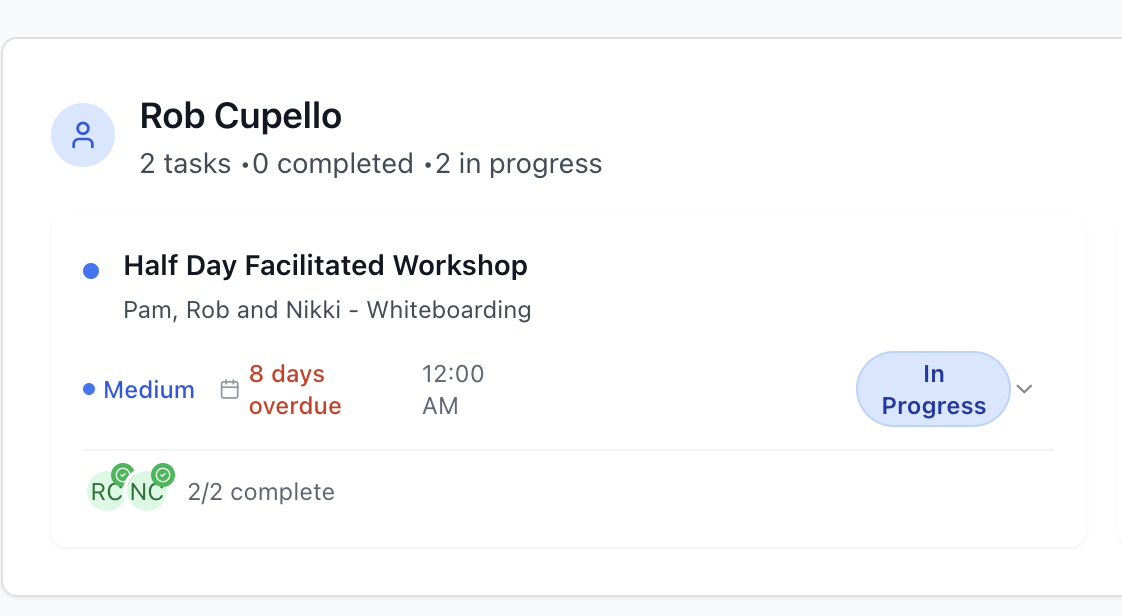 Rob Cupello
2 tasks •0 completed •2 in progress
Half Day Facilitated Workshop
Pam, Rob and Nikki - Whiteboarding
Medium
8 days
overdue
12:00
AM
In
Progress
RC NC 2/2 complete